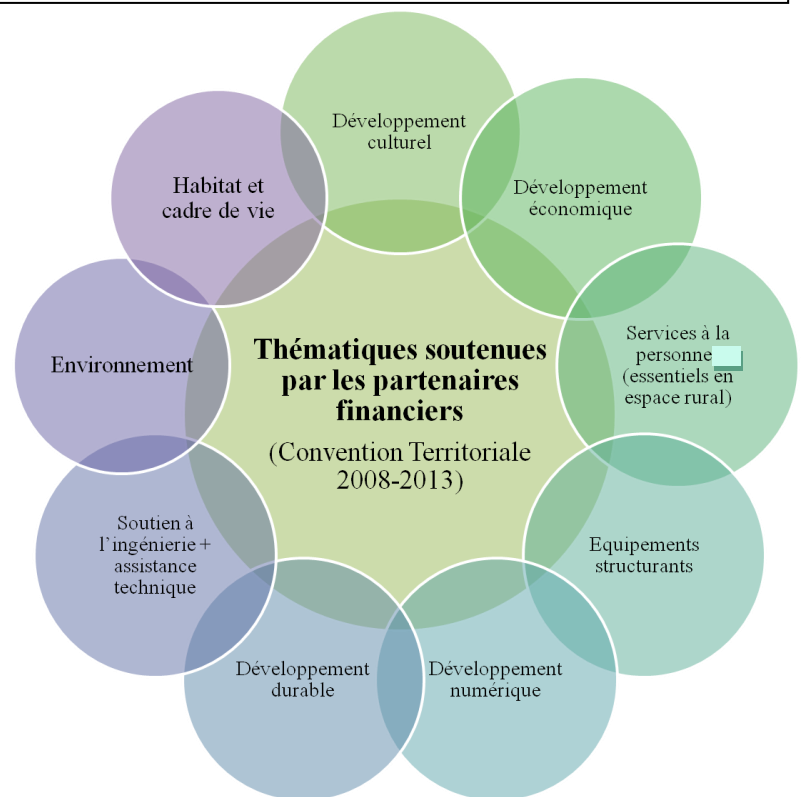 Développement
culturel
Développement
économique
Services à la
personne
(essentiels en
espace rural)
Equipements
structurants
Développement
numérique
Développement
durable
Soutien à
l'ingénierie +
assistance
technique
Environnement
Habitat et
cadre de vie
Thématiques soutenues
par les partenaires
financiers
(Convention Territoriale
2008-2013)